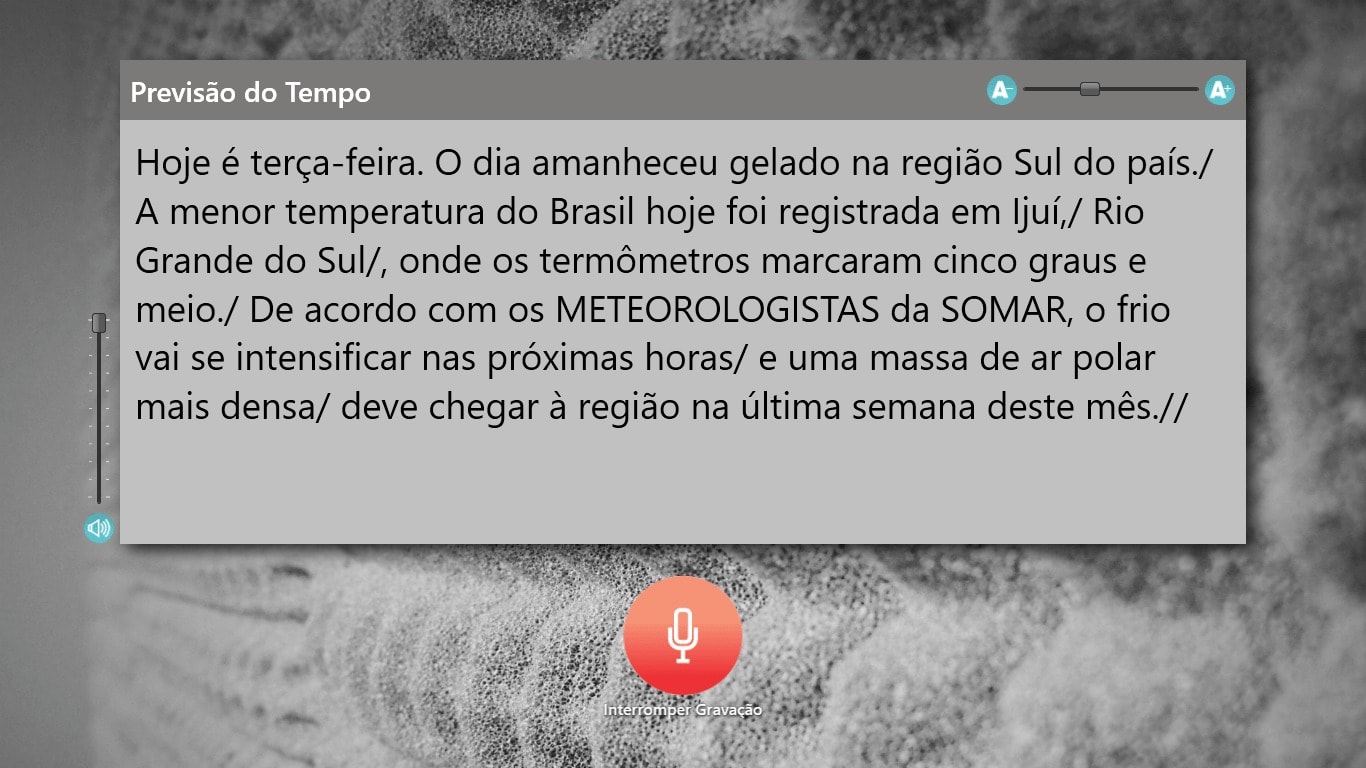 Previsão do Tempo
A- A+
Hoje é terça-feira. O dia amanheceu gelado na região Sul do país./
A menor temperatura do Brasil hoje foi registrada em Ijuí,/ Rio
Grande do Sul/, onde os termômetros marcaram cinco graus e
meio./ De acordo com os METEOROLOGISTAS da SOMAR, o frio
vai se intensificar nas próximas horas/ e uma massa de ar polar
mais densa/ deve chegar à região na última semana deste mês.//
Interromper Gravação